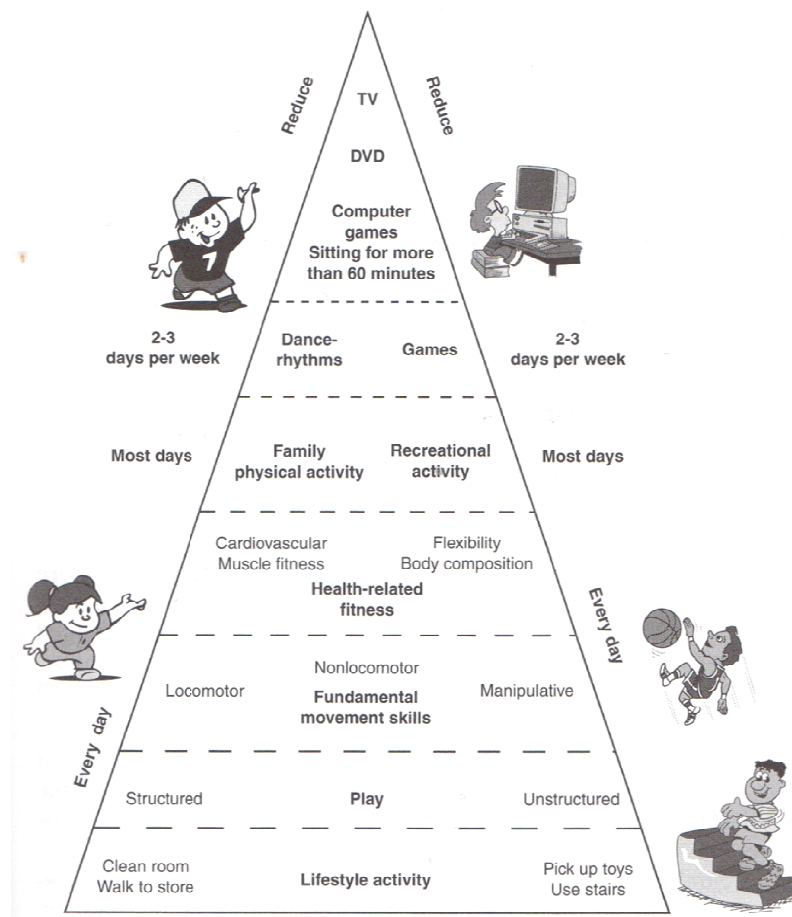 Reduce
Reduce
TV
DVD
Computer
games
Sitting for more
than 60 minutes
7
2-3
days per week
Dance-
rhythms
Games
2-3
days per week
Most days
Family
physical activity
Recreational
activity
Most days
Cardiovascular
Muscle fitness
Flexibility
Body composition
Health-related
fitness
Every day
Nonlocomotor
Locomotor
Fundamental
movement skills
Manipulative
Every day
Structured
Play
Unstructured
Clean room
Walk to store
Lifestyle activity
Pick up toys
Use stairs